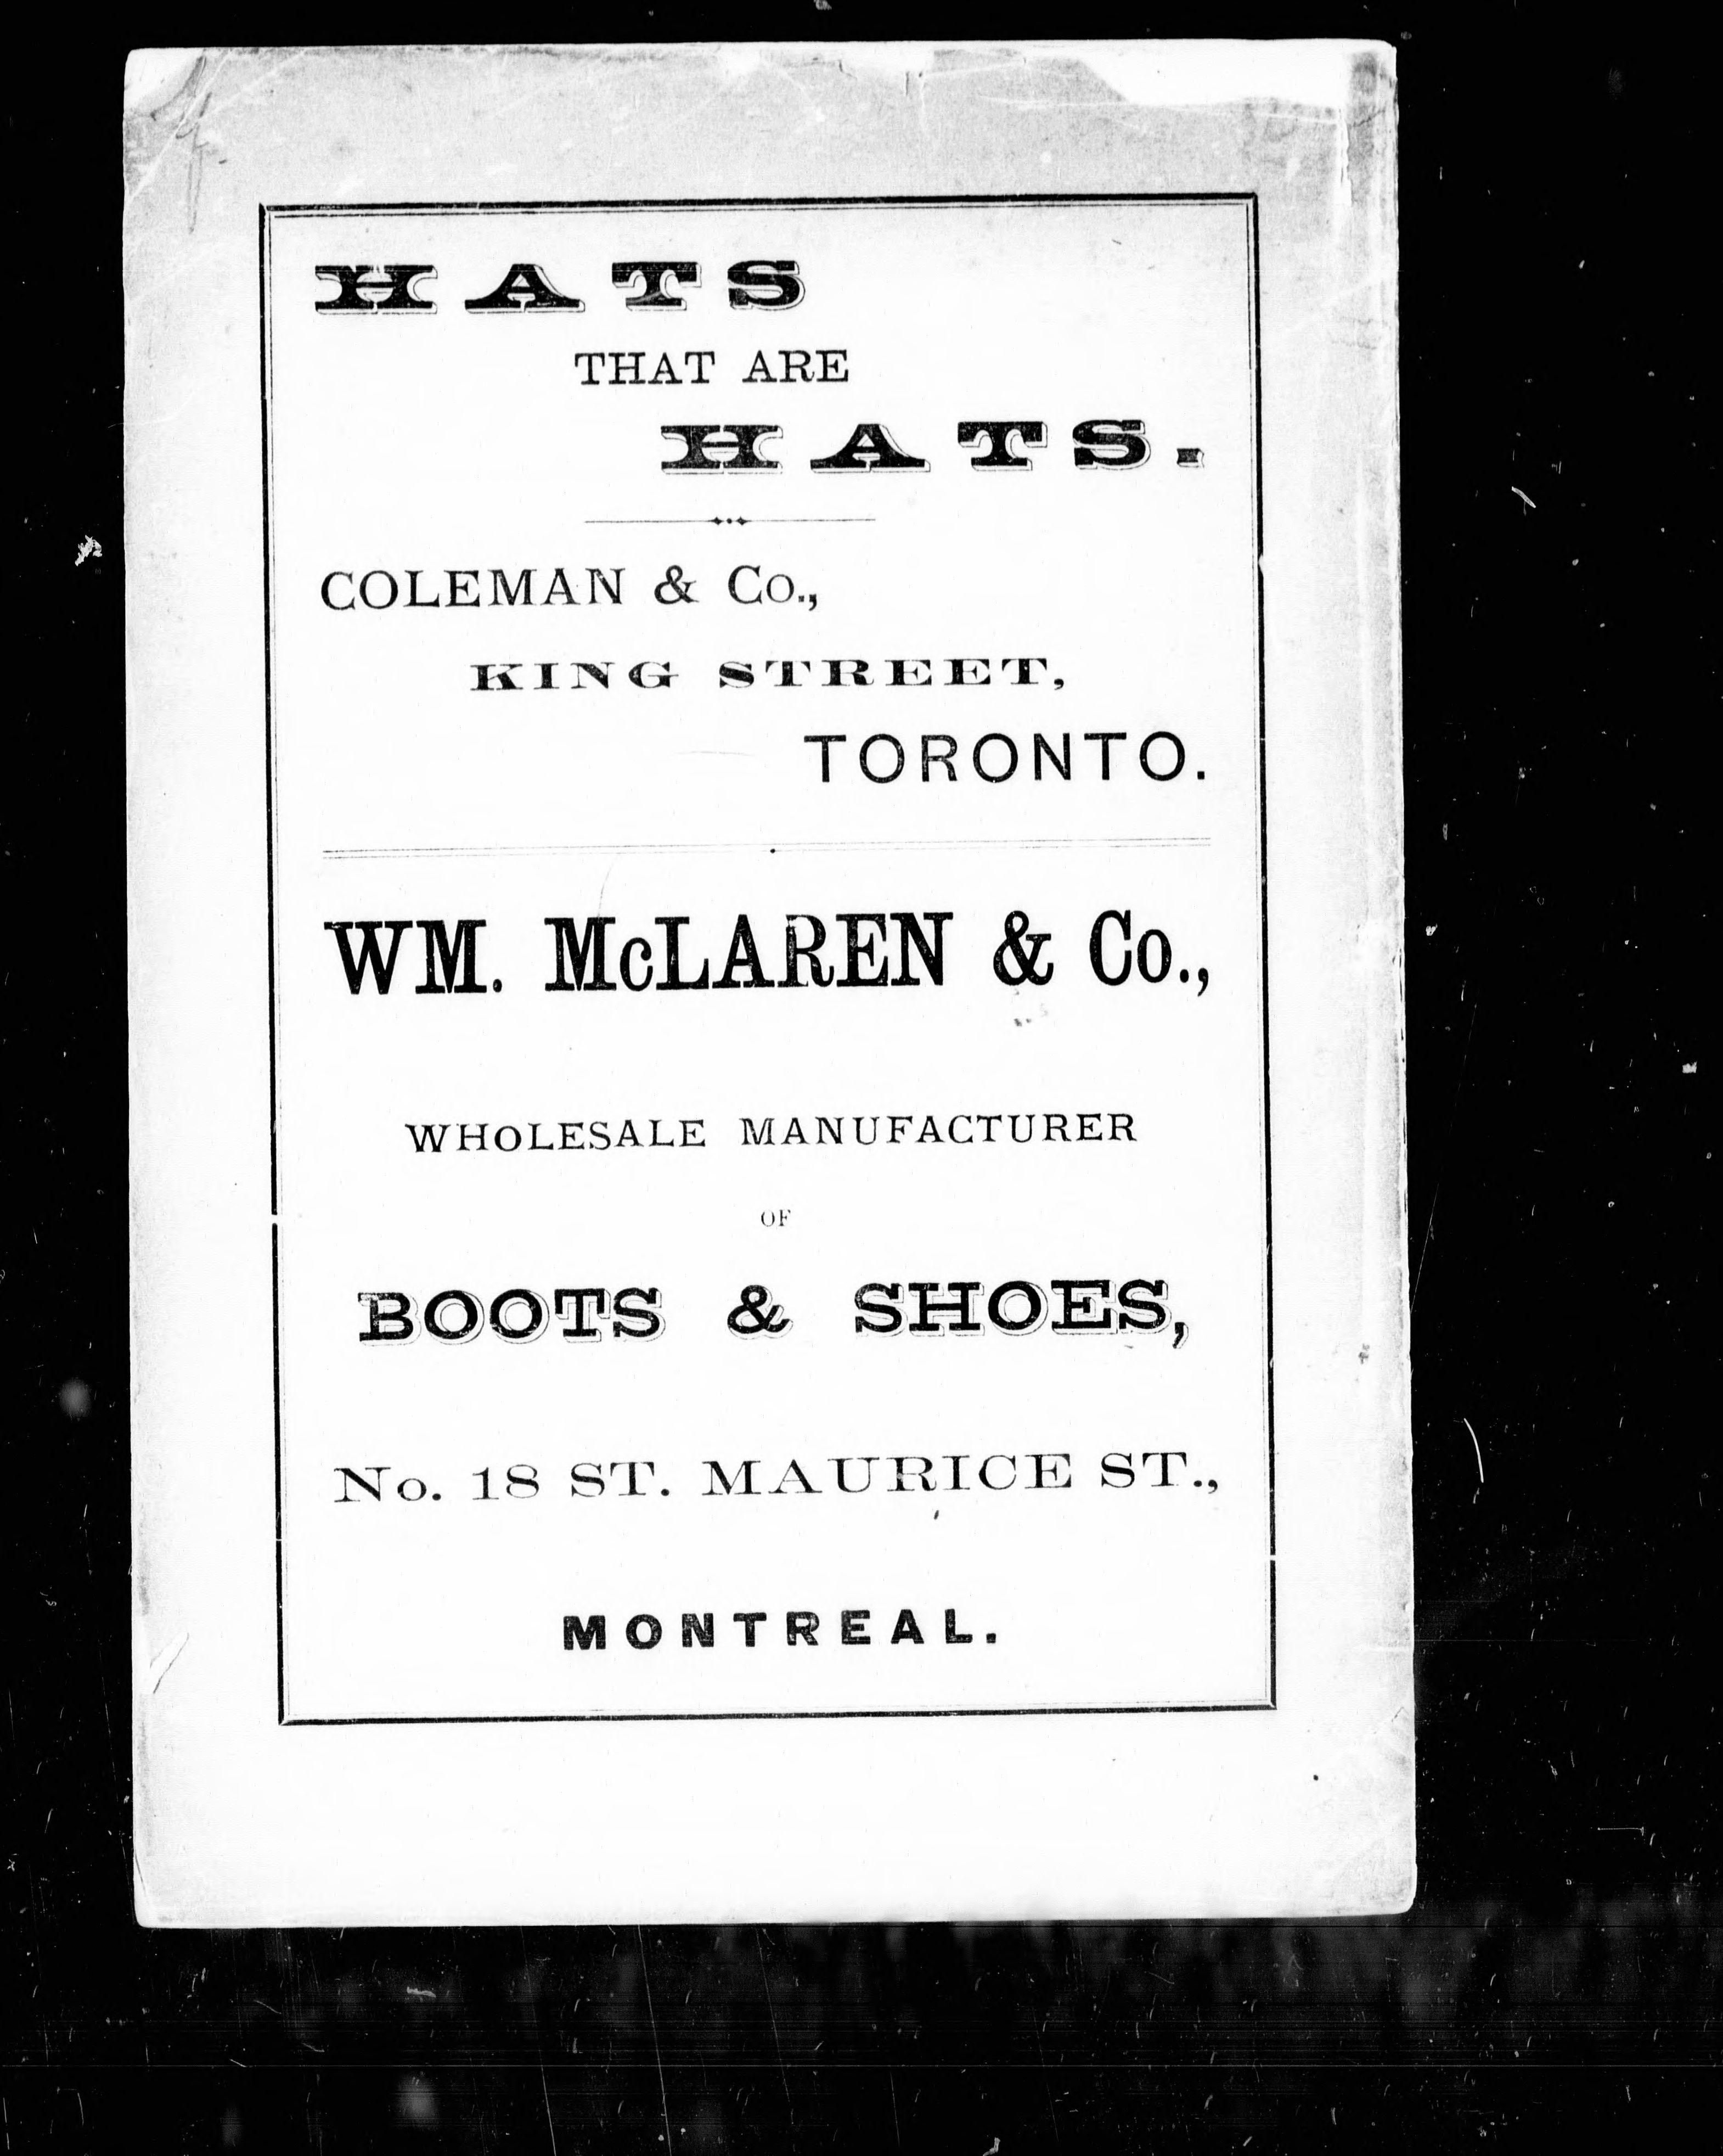 HATS
THAT ARE
HATS.
COLEMAN & Co.,
KING STREET,
TORONTO.
WM. McLAREN & Co.,
WHOLESALE MANUFACTURER
OF
BOOTS & SHOES,
No. 18 ST. MAURICE ST.,
MONTREAL.